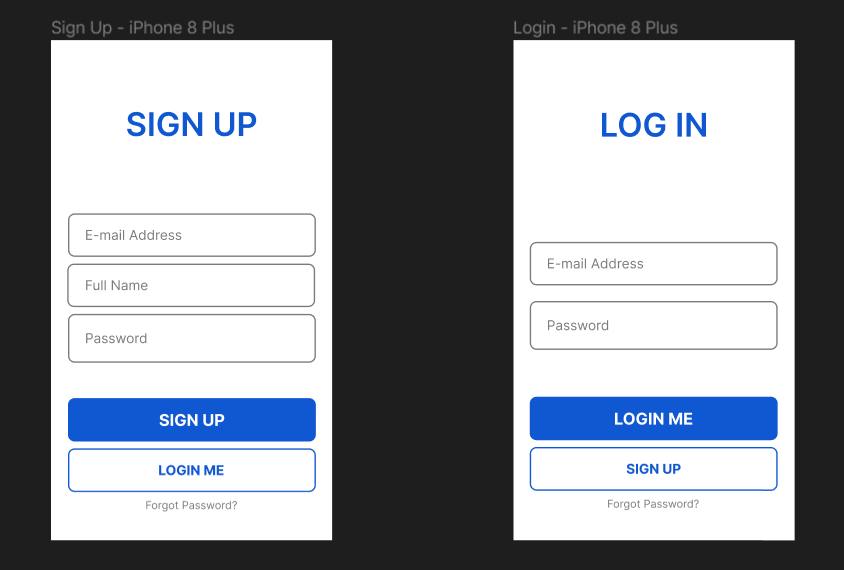 Sign Up - iPhone 8 Plus
SIGN UP
E-mail Address
Full Name
Password
SIGN UP
LOGIN ME
Forgot Password?
Login - iPhone 8 Plus
LOG IN
E-mail Address
Password
LOGIN ME
SIGN UP
Forgot Password?